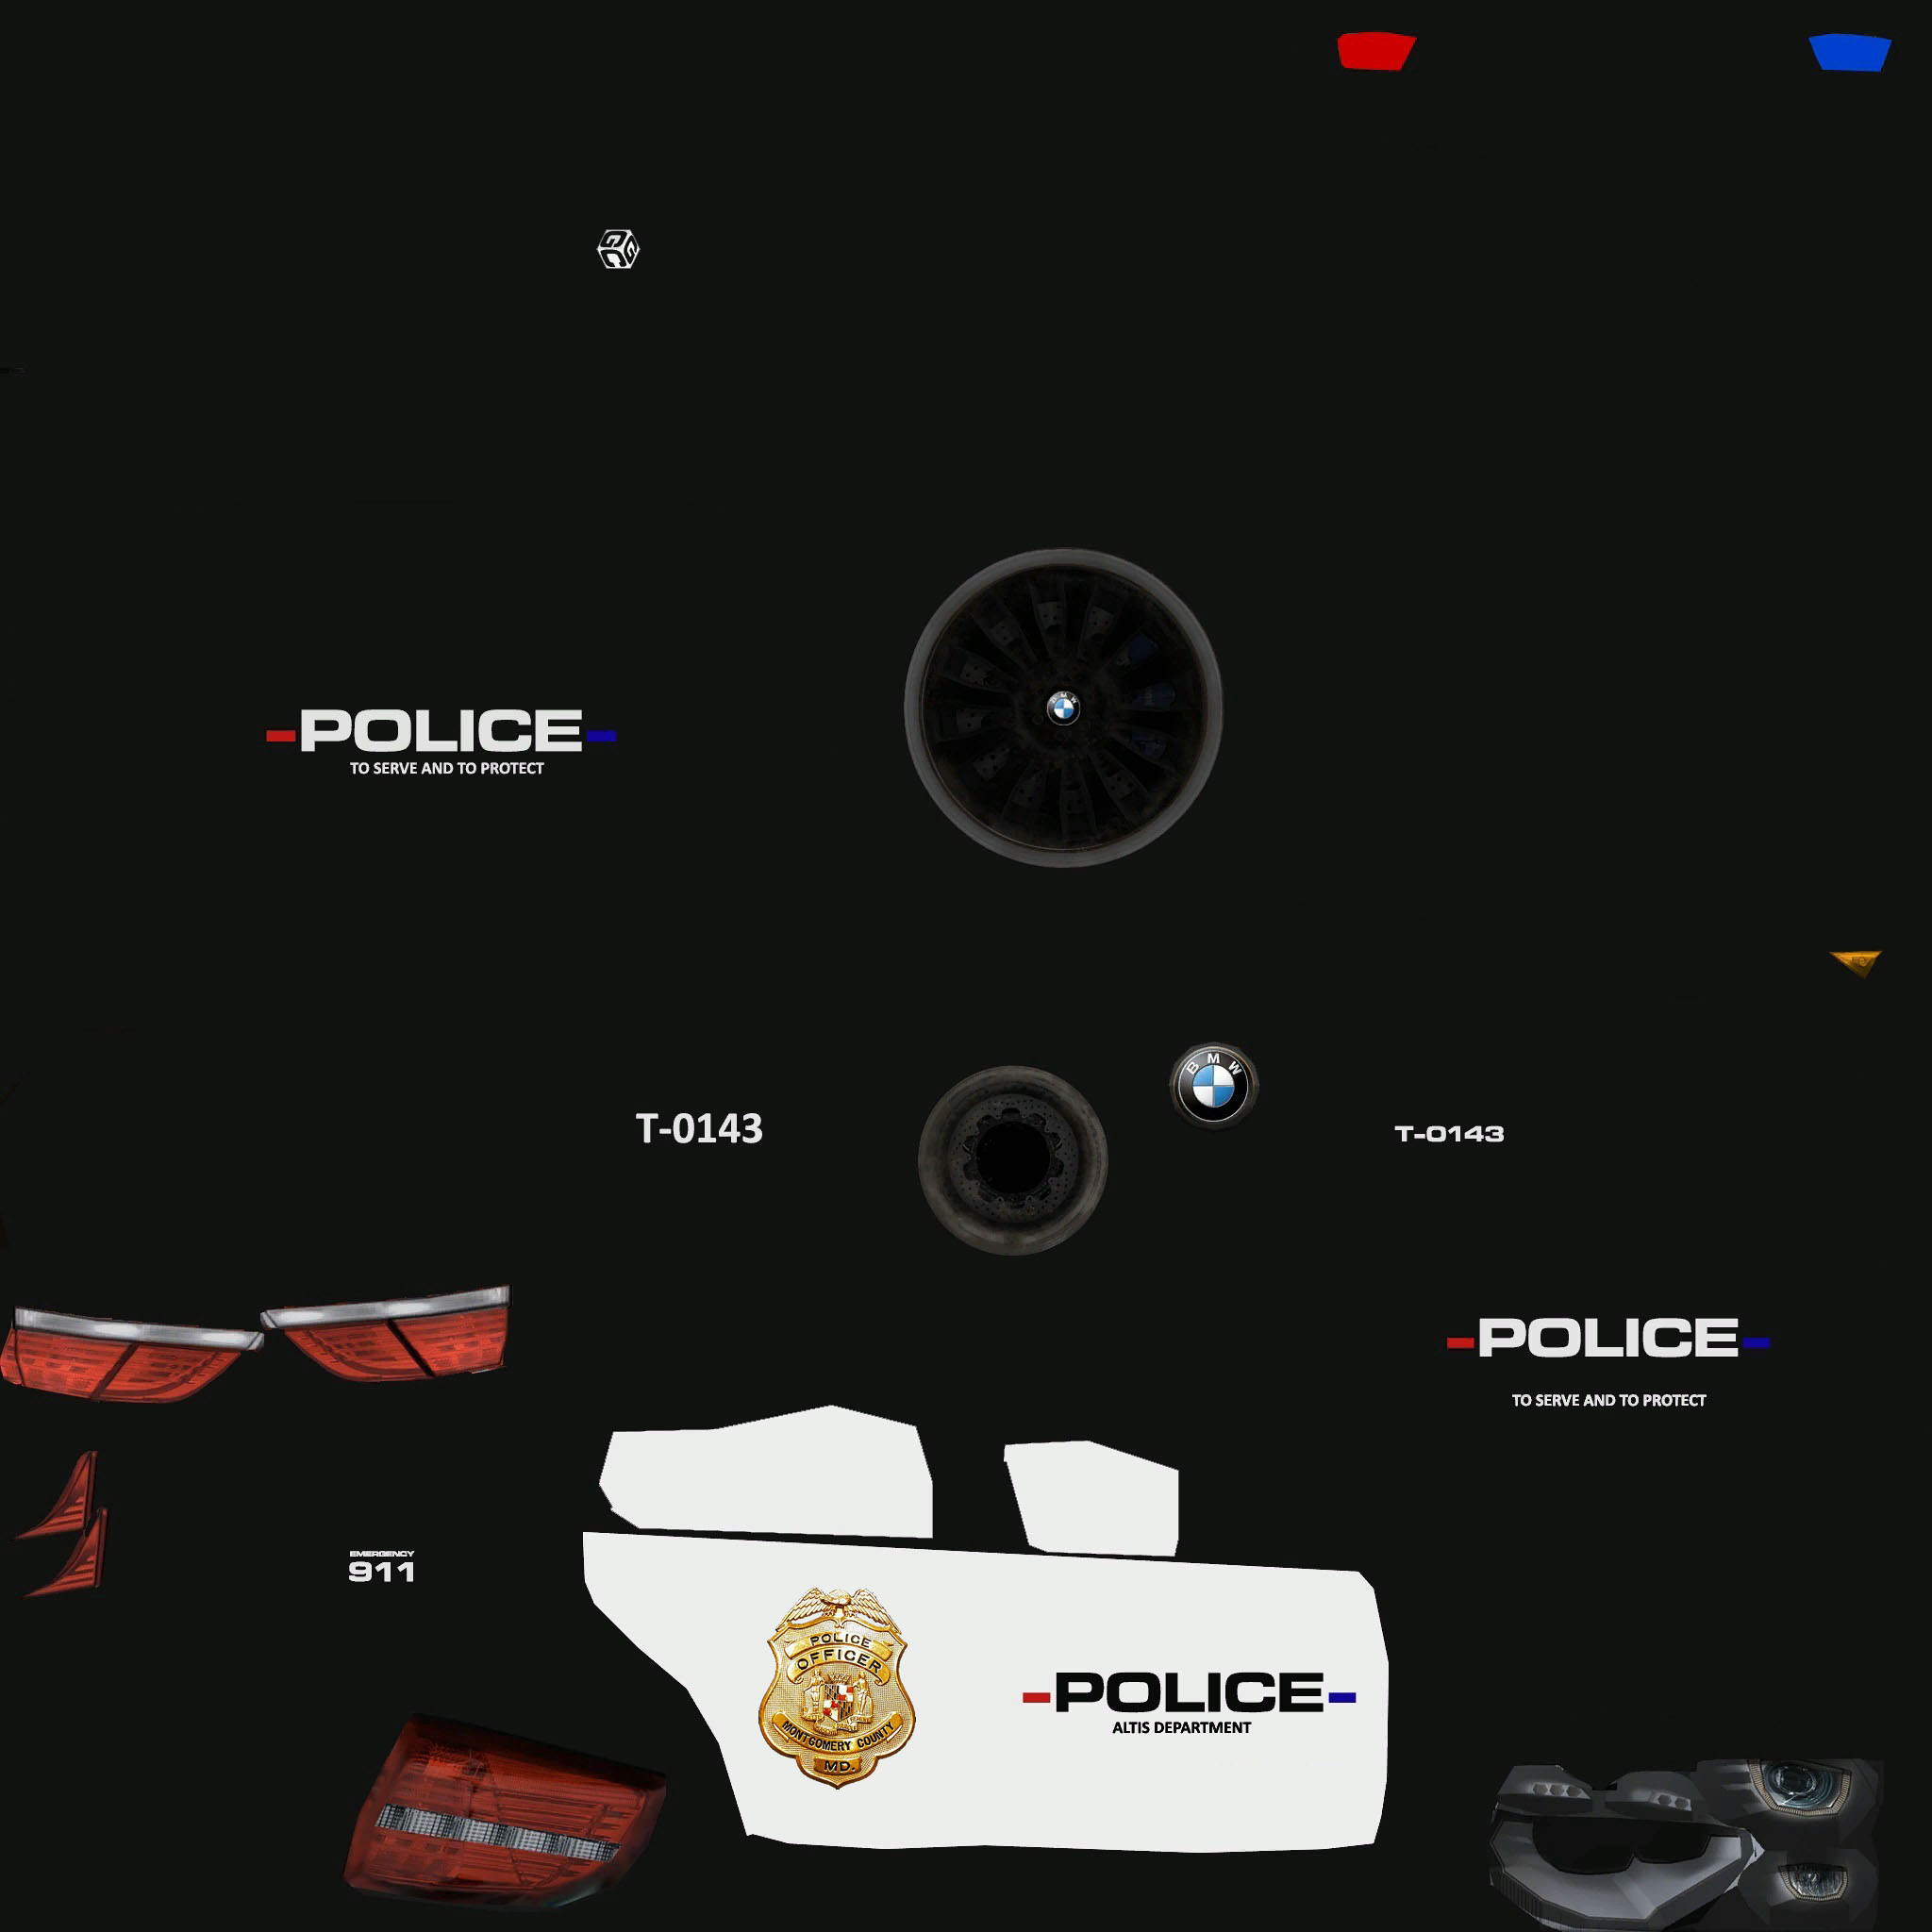 -POLICE-
TO SERVE AND TO PROTECT
BMW
BMW
T-0143
T-0143
-POLICE-
TO SERVE AND TO PROTECT
EMERGENCY
911
POLICE
OFFICER
MONTGOMERY COUNTY
MD.
-POLICE-
ALTIS DEPARTMENT